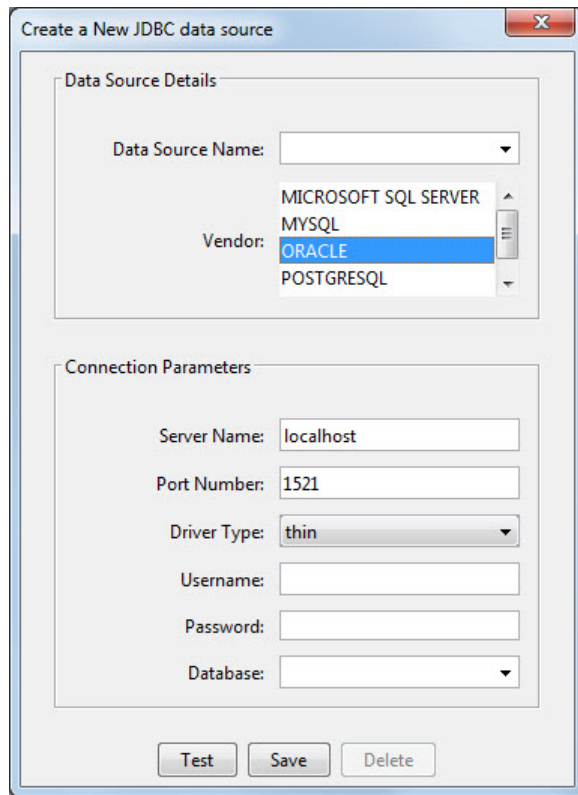 Create a New JDBC data source
Data Source Details
Data Source Name:
Vendor:
MICROSOFT SQL SERVER
MYSQL
ORACLE
POSTGRESQL
Connection Parameters
Server Name: localhost
Port Number: 1521
Driver Type: thin
Username:
Password:
Database:
Test Save Delete